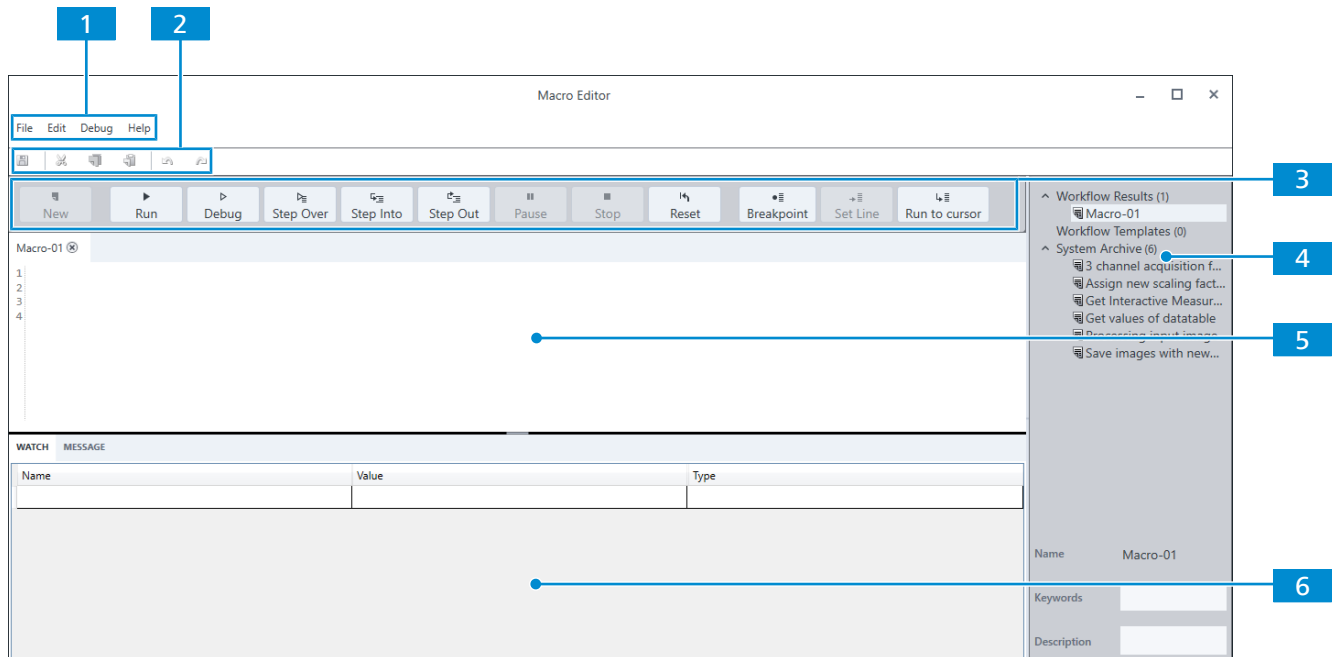 1 2
Macro Editor
File Edit Debug Help
3
New Run Debug Step Over Step Into Step Out Pause Stop Reset Breakpoint Set Line Run to cursor
Workflow Results (1)
Macro-01
Workflow Templates (0)
System Archive (6)
4
3 channel acquisition f...
Assign new scaling fact...
Get Interactive Measur...
Get values of datatable
Processing input image
5
Save images with new...
Macro-01
1
2
3
4
WATCH MESSAGE
Name Value Type
Name Macro-01
6
Keywords
Description